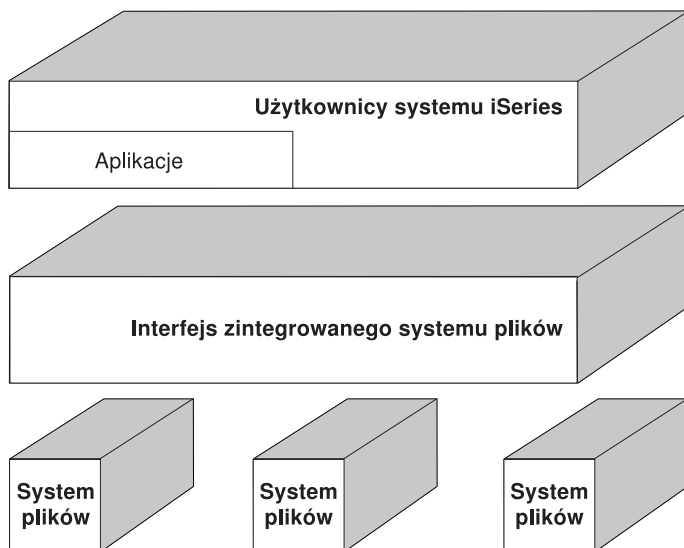 Użytkownicy systemu iSeries
Aplikacje
Interfejs zintegrowanego systemu plików
System
plików
System
plików
System
plików